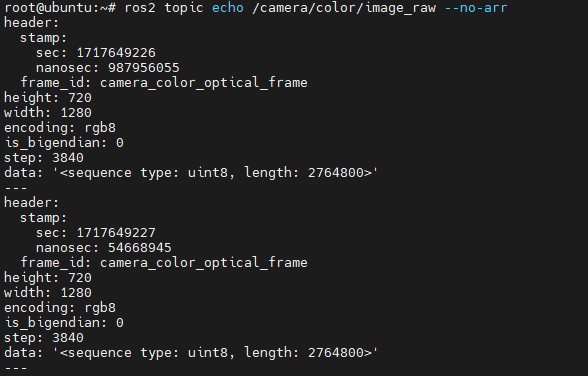 root@ubuntu:~# ros2 topic echo /camera/color/image_raw --no-arr
header:
  stamp:
    sec: 1717649226
    nanosec: 987956055
  frame_id: camera_color_optical_frame
height: 720
width: 1280
encoding: rgb8
is_bigendian: 0
step: 3840
data: '<sequence type: uint8, length: 2764800>'
---
header:
  stamp:
    sec: 1717649227
    nanosec: 54668945
  frame_id: camera_color_optical_frame
height: 720
width: 1280
encoding: rgb8
is_bigendian: 0
step: 3840
data: '<sequence type: uint8, length: 2764800>'
---